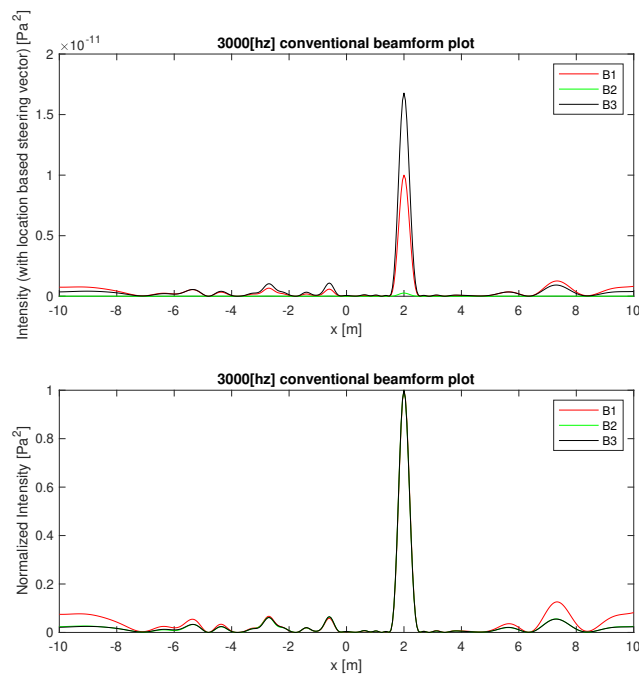 3000[hz] conventional beamform plot
×10⁻¹¹
Intensity (with location based steering vector) [Pa²]
2
1.5
1
0.5
0
B1
B2
B3
-10 -8 -6 -4 -2 0 2 4 6 8 10
x [m]
3000[hz] conventional beamform plot
Normalized Intensity [Pa²]
1
0.8
0.6
0.4
0.2
0
B1
B2
B3
-10 -8 -6 -4 -2 0 2 4 6 8 10
x [m]